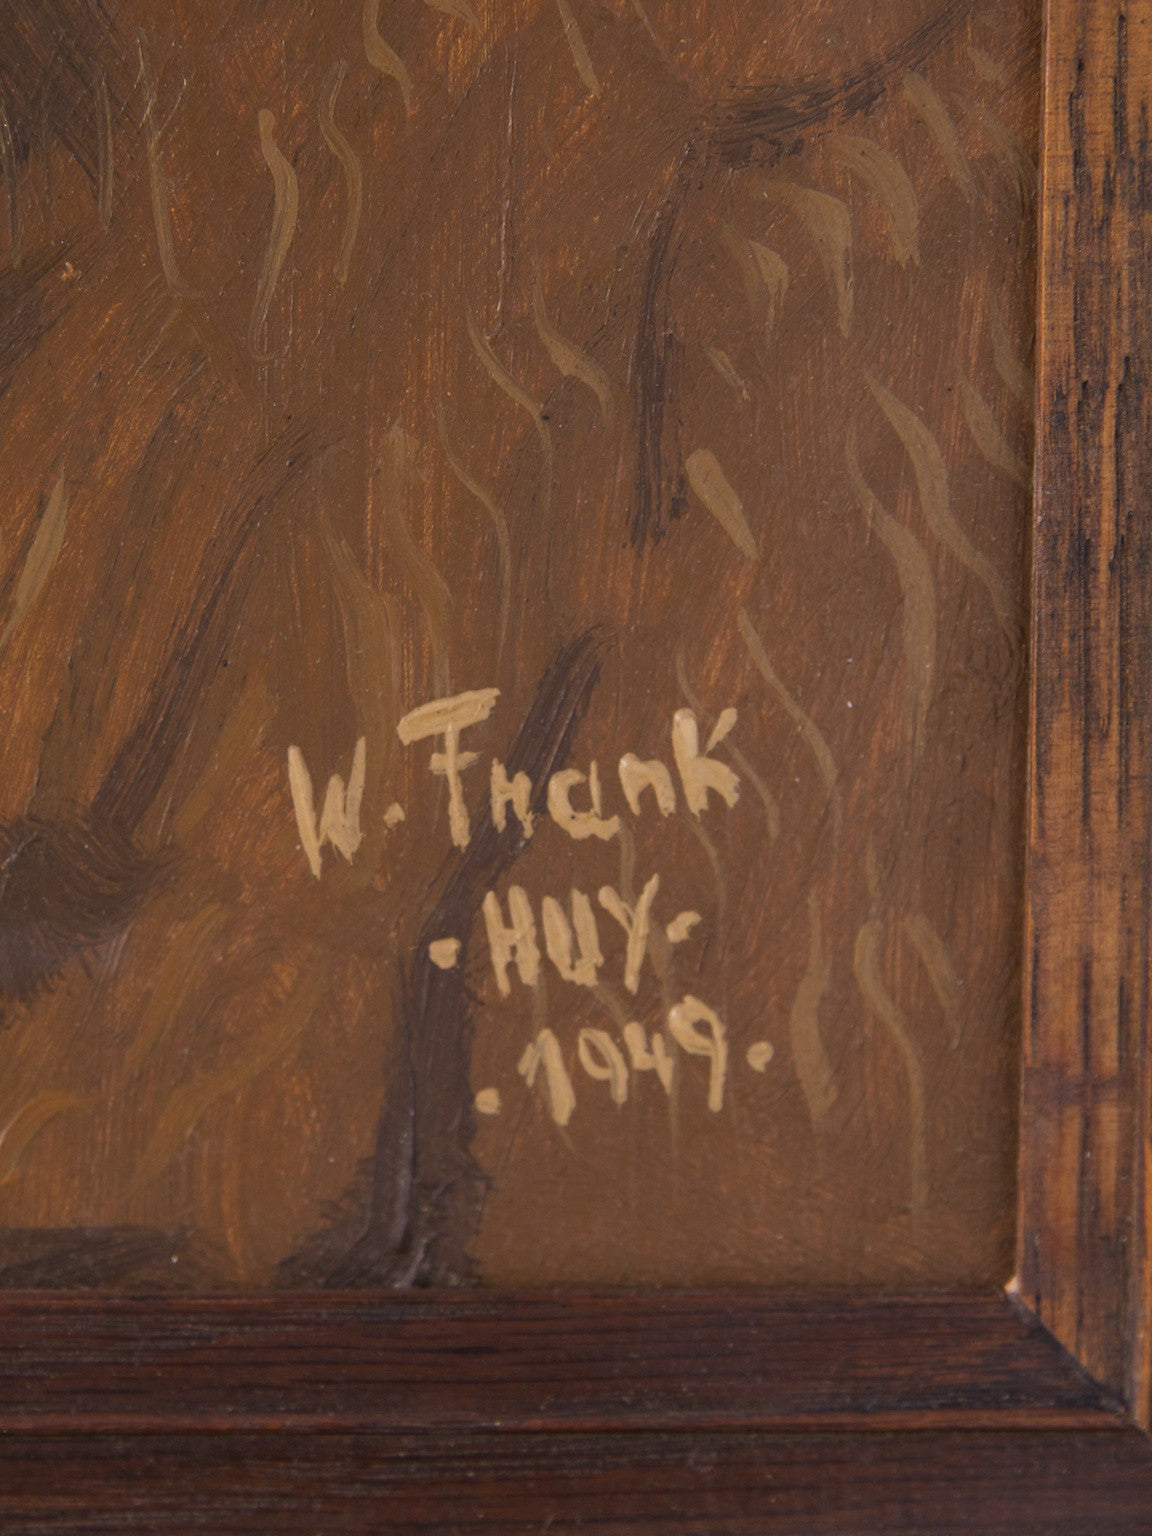 W. Frank
. HUY .
. 1949 .